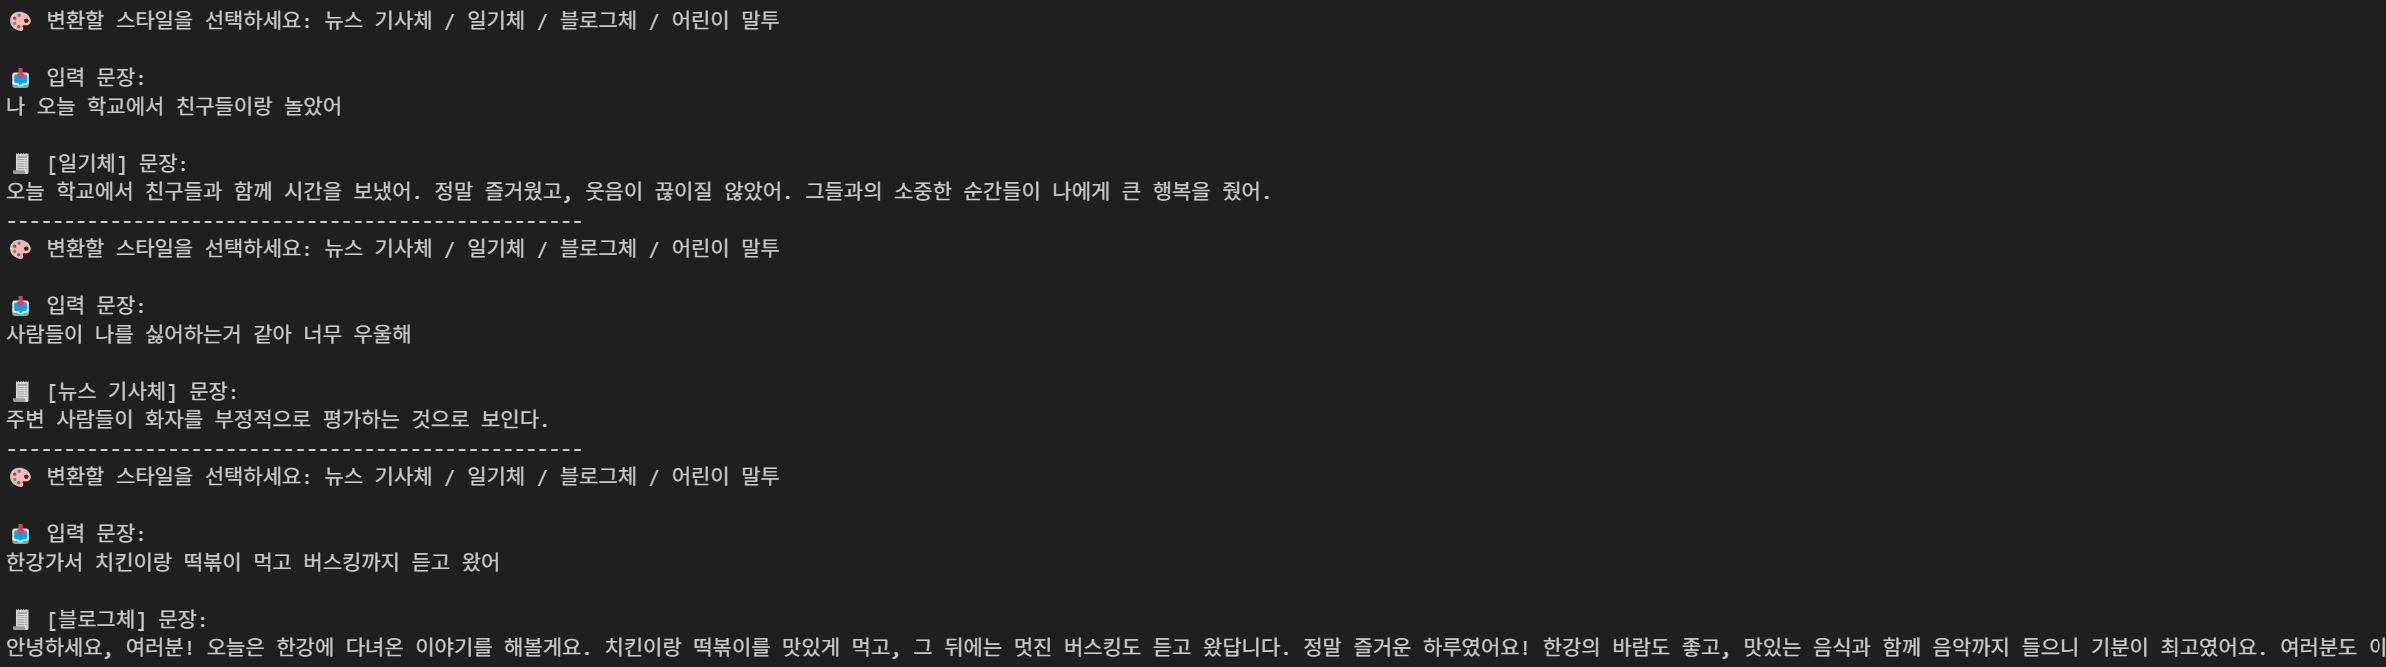 🎨 변환할 스타일을 선택하세요: 뉴스 기사체 / 일기체 / 블로그체 / 어린이 말투
📥 입력 문장:
나 오늘 학교에서 친구들이랑 놀았어
🧾 [일기체] 문장:
오늘 학교에서 친구들과 함께 시간을 보냈어. 정말 즐거웠고, 웃음이 끊이질 않았어. 그들과의 소중한 순간들이 나에게 큰 행복을 줬어.
--------------------------------------------------
🎨 변환할 스타일을 선택하세요: 뉴스 기사체 / 일기체 / 블로그체 / 어린이 말투
📥 입력 문장:
사람들이 나를 싫어하는거 같아 너무 우울해
🧾 [뉴스 기사체] 문장:
주변 사람들이 화자를 부정적으로 평가하는 것으로 보인다.
--------------------------------------------------
🎨 변환할 스타일을 선택하세요: 뉴스 기사체 / 일기체 / 블로그체 / 어린이 말투
📥 입력 문장:
한강가서 치킨이랑 떡볶이 먹고 버스킹까지 듣고 왔어
🧾 [블로그체] 문장:
안녕하세요, 여러분! 오늘은 한강에 다녀온 이야기를 해볼게요. 치킨이랑 떡볶이를 맛있게 먹고, 그 뒤에는 멋진 버스킹도 듣고 왔답니다. 정말 즐거운 하루였어요! 한강의 바람도 좋고, 맛있는 음식과 함께 음악까지 들으니 기분이 최고였어요. 여러분도